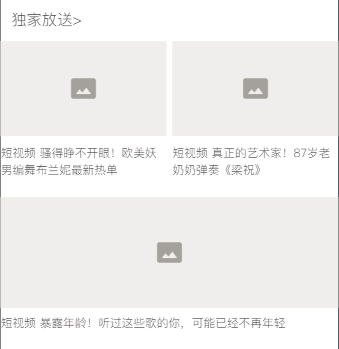 独家放送>
短视频 骚得睁不开眼！欧美妖
男编舞布兰妮最新热单
短视频 真正的艺术家！87岁老
奶奶弹奏《梁祝》
短视频 暴露年龄！听过这些歌的你，可能已经不再年轻